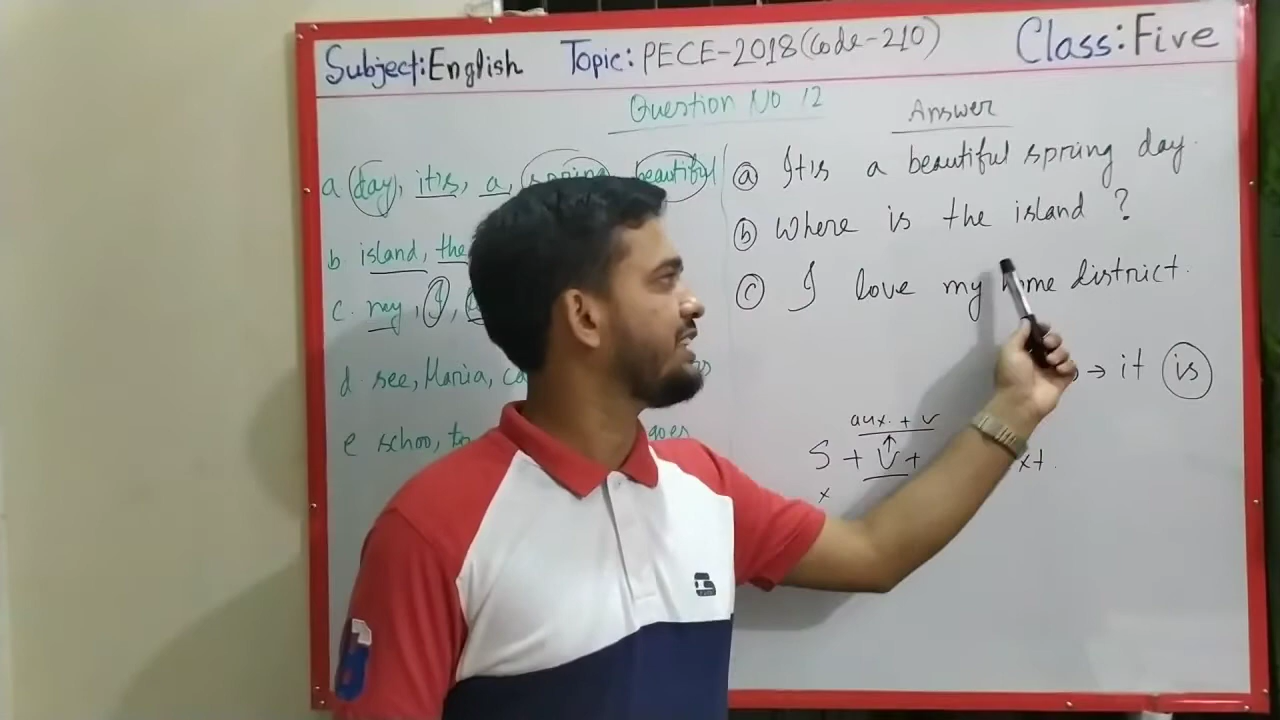 Subject: English Topic: PECE-2018 (Code-210) Class: Five
Question No 12
Answer
a day, it's, a, spring beautiful
b island, the
c. my, I,
d see, Maria,
e schoo, to goes
a It's a beautiful spring day.
b Where is the island ?
c I love my home district.
→ it is
aux. + v
S + V +
xt.
x